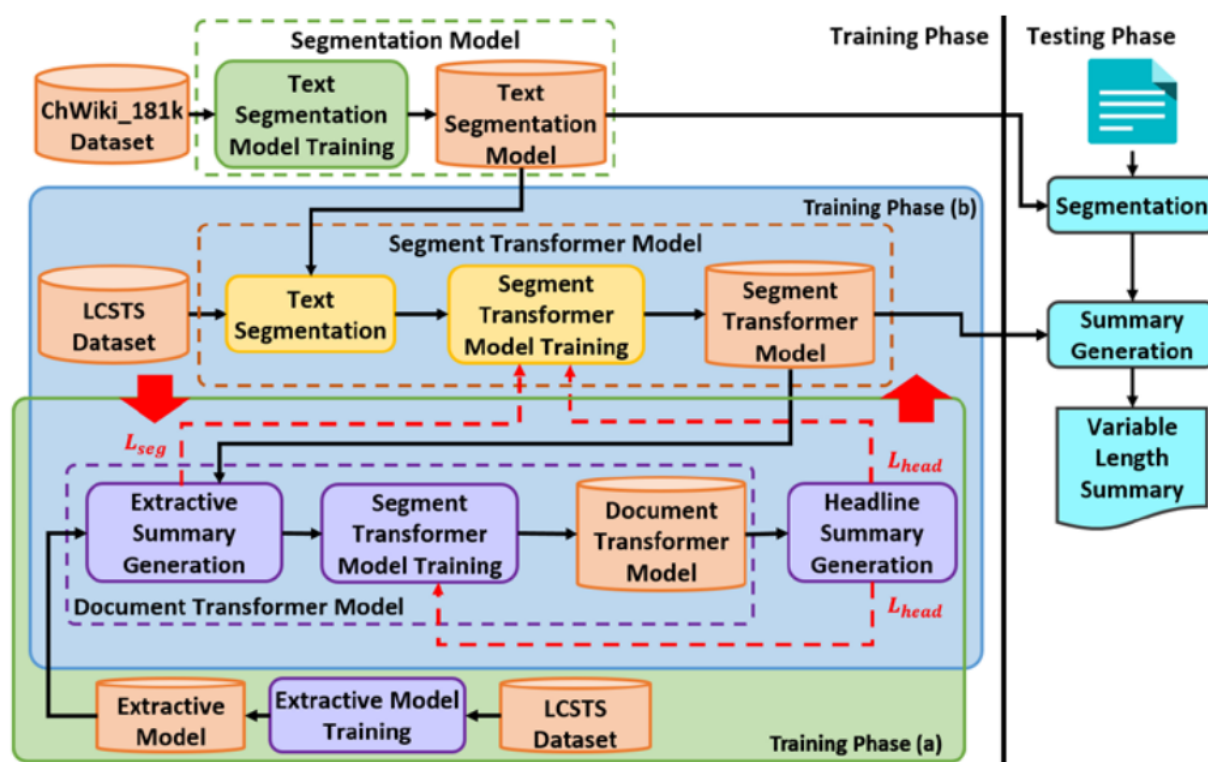 Segmentation Model
Training Phase
Testing Phase
ChWiki_181k
Dataset
Text
Segmentation
Model Training
Text
Segmentation
Model
Segmentation
Training Phase (b)
Segment Transformer Model
LCSTS
Dataset
Text
Segmentation
Segment
Transformer
Model Training
Segment
Transformer
Model
Summary
Generation
Variable
Length
Summary
L_seg
L_head
Extractive
Summary
Generation
Segment
Transformer
Model Training
Document
Transformer
Model
Headline
Summary
Generation
Document Transformer Model
L_head
Extractive
Model
Extractive Model
Training
LCSTS
Dataset
Training Phase (a)